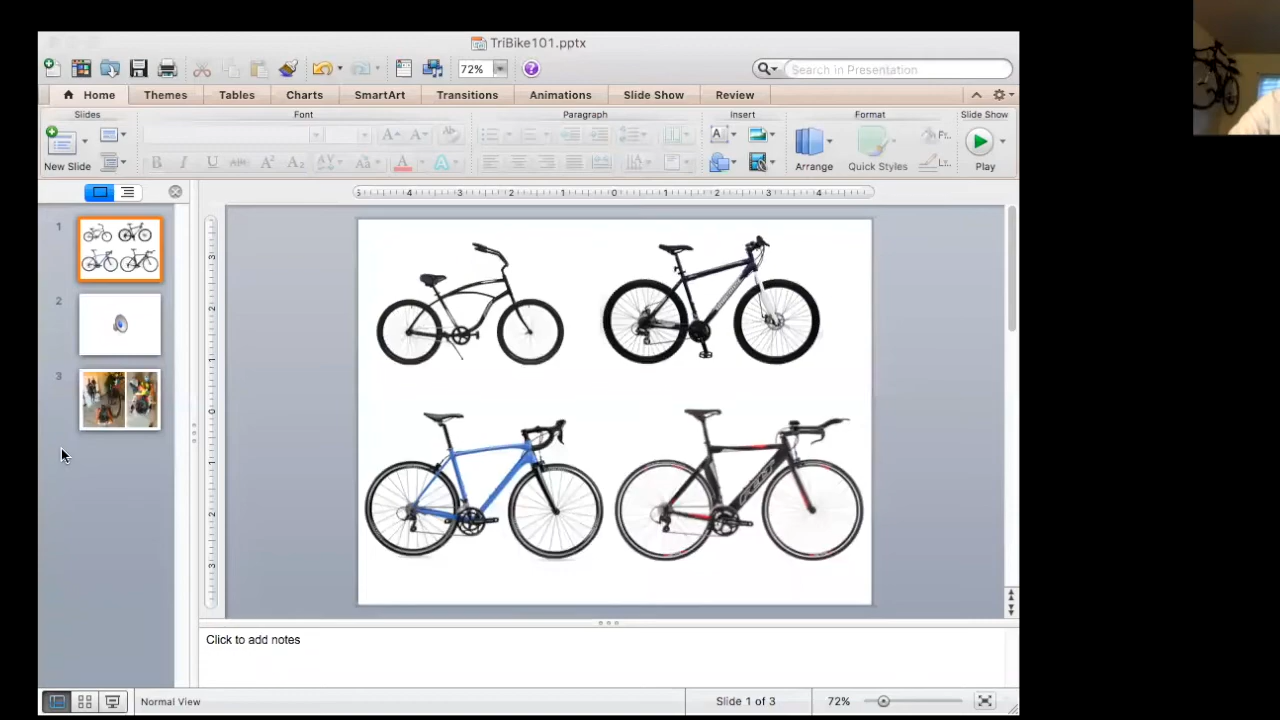 TriBike101.pptx
72%
Search in Presentation
Home
Themes
Tables
Charts
SmartArt
Transitions
Animations
Slide Show
Review
Slides
Font
Paragraph
Insert
Format
Slide Show
New Slide
Arrange
Quick Styles
Play
1
2
3
Click to add notes
Normal View
Slide 1 of 3
72%